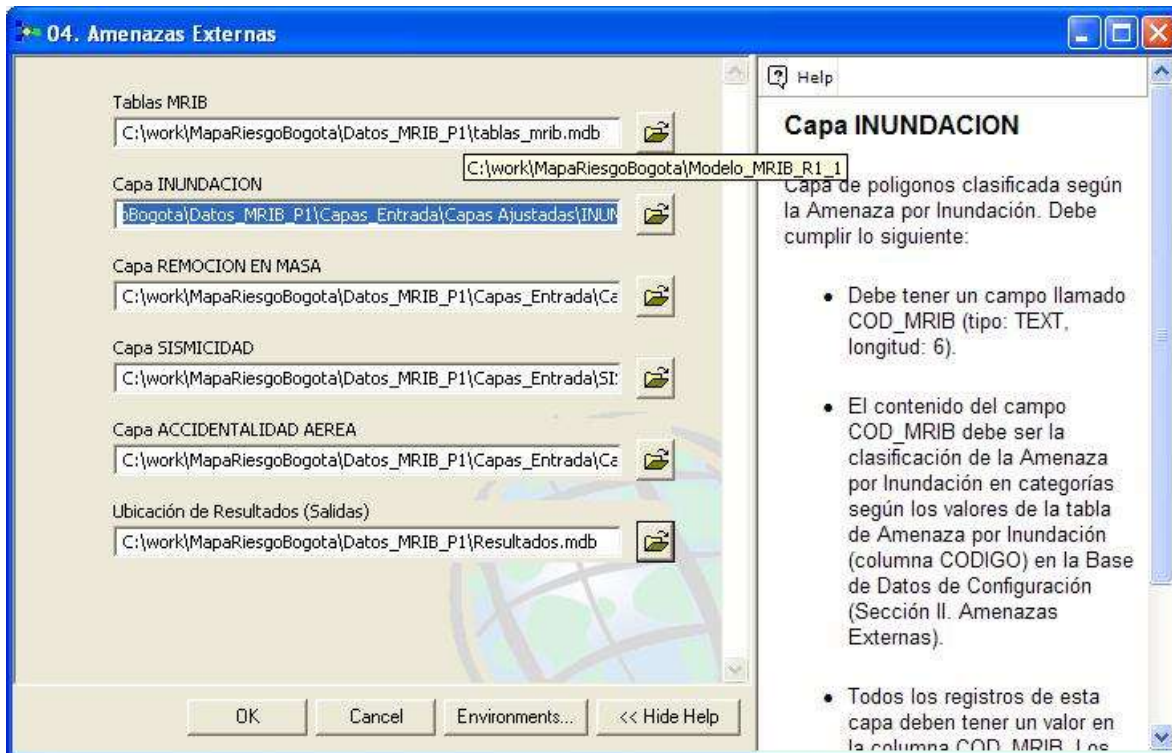 04. Amenazas Externas
Tablas MRIB
C:\work\MapaRiesgoBogota\Datos_MRIB_P1\tablas_mrib.mdb
C:\work\MapaRiesgoBogota\Modelo_MRIB_R1_1
Capa INUNDACION
oBogota\Datos_MRIB_P1\Capas_Entrada\Capas Ajustadas\INUN
Capa REMOCION EN MASA
C:\work\MapaRiesgoBogota\Datos_MRIB_P1\Capas_Entrada\Ca
Capa SISMICIDAD
C:\work\MapaRiesgoBogota\Datos_MRIB_P1\Capas_Entrada\SI
Capa ACCIDENTALIDAD AEREA
C:\work\MapaRiesgoBogota\Datos_MRIB_P1\Capas_Entrada\Ca
Ubicación de Resultados (Salidas)
C:\work\MapaRiesgoBogota\Datos_MRIB_P1\Resultados.mdb
OK
Cancel
Environments...
<< Hide Help
Help
Capa INUNDACION
Capa de poligonos clasificada según
la Amenaza por Inundación. Debe
cumplir lo siguiente:
• Debe tener un campo llamado
COD_MRIB (tipo: TEXT,
longitud: 6).
• El contenido del campo
COD_MRIB debe ser la
clasificación de la Amenaza
por Inundación en categorías
según los valores de la tabla
de Amenaza por Inundación
(columna CODIGO) en la Base
de Datos de Configuración
(Sección II. Amenazas
Externas).
• Todos los registros de esta
capa deben tener un valor en
la columna COD_MRIB. Los